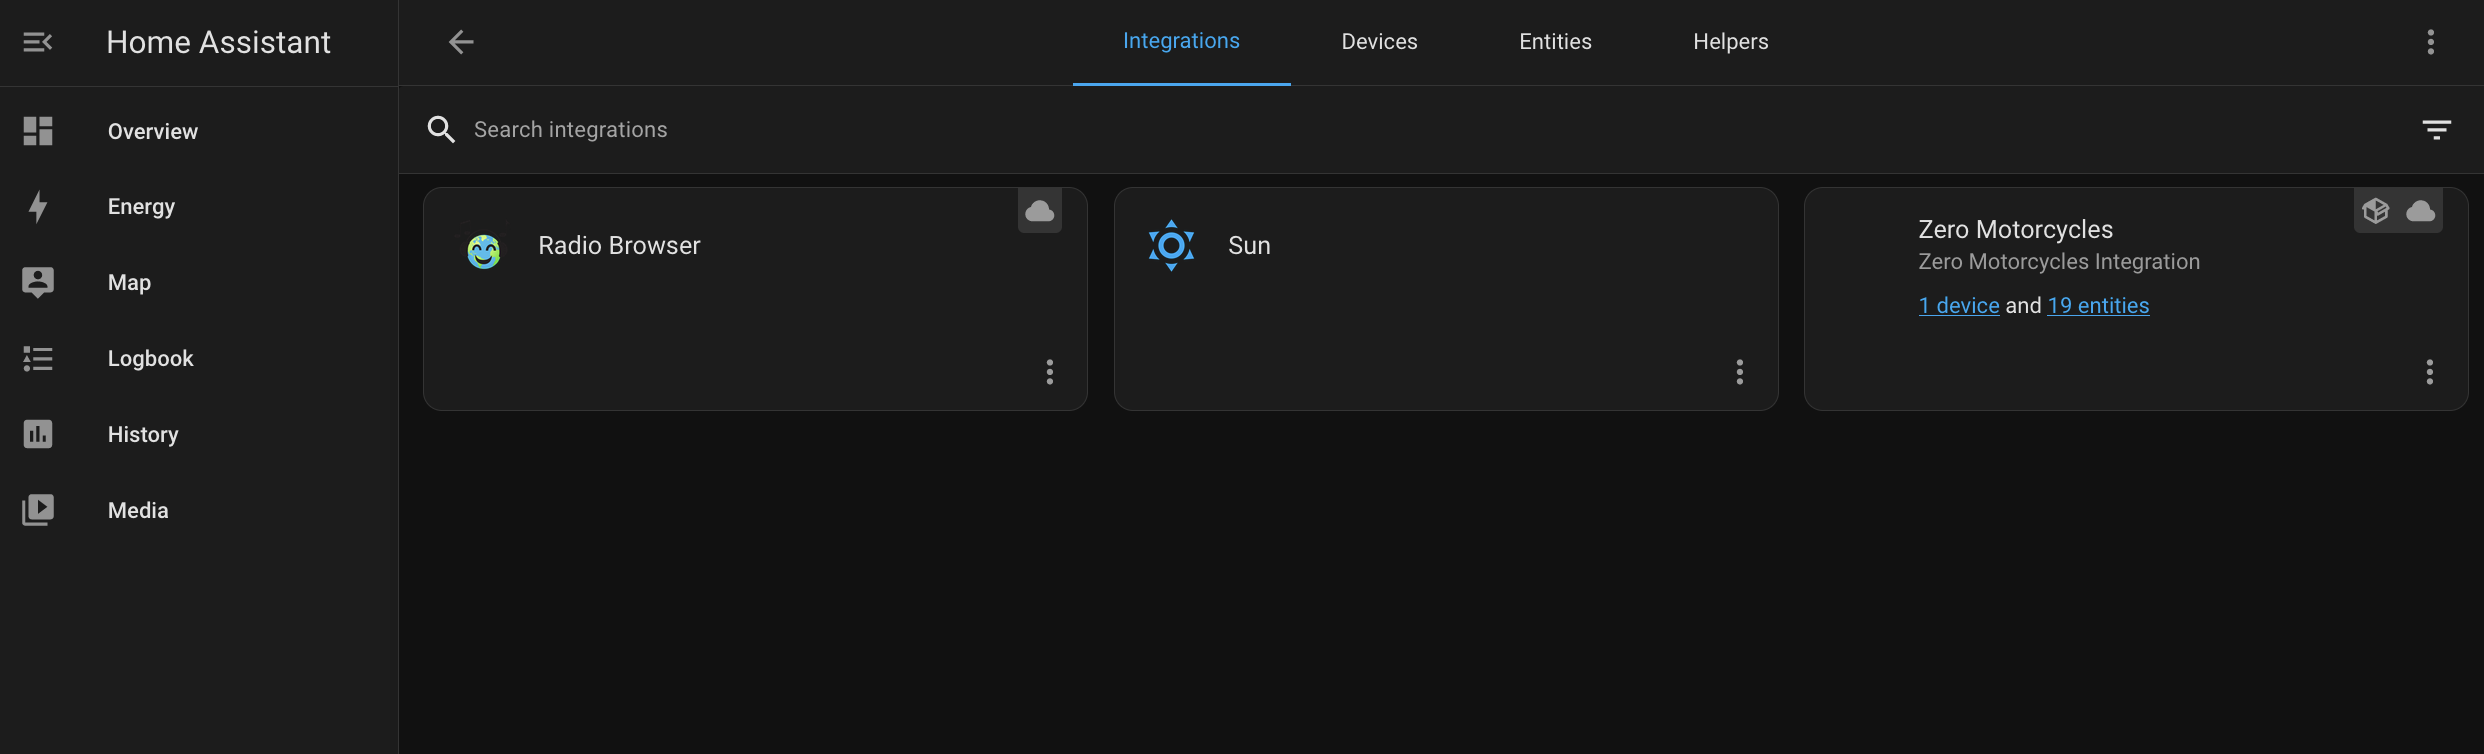 Home Assistant
Integrations
Devices
Entities
Helpers
Overview
Energy
Map
Logbook
History
Media
Search integrations
Radio Browser
Sun
Zero Motorcycles
Zero Motorcycles Integration
1 device and 19 entities